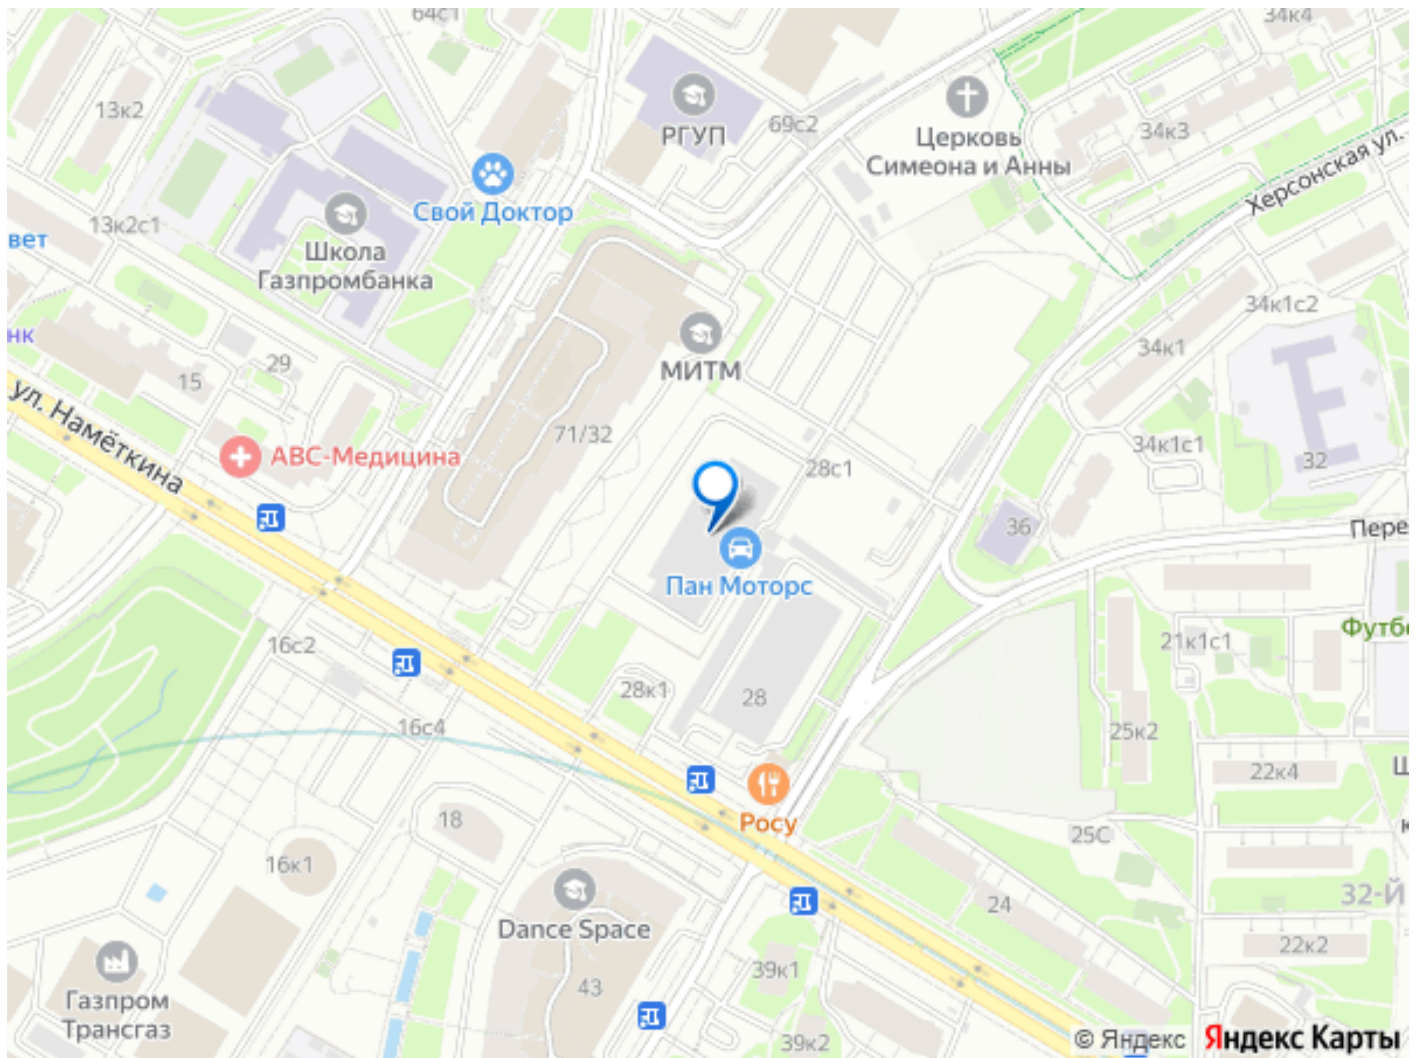 64с1
34к4
13к2
РГУП
69с2
Церковь
Симеона и Анны
34к3
Херсонская ул.
Свой Доктор
13к2с1
вет
Школа
Газпромбанка
34к1с2
нк
29
15
МИТМ
34к1
ул. Намёткина
71/32
АВС-Медицина
28с1
34к1с1
32
36
Пере
Пан Моторс
Футбо
21к1с1
16с2
28к1
28
16с4
25к2
22к4
Ш
Росу
18
25С
к
16к1
32-Й
24
Dance Space
22к2
39к1
43
Газпром
Трансгаз
39к2
© Яндекс
Яндекс Карты